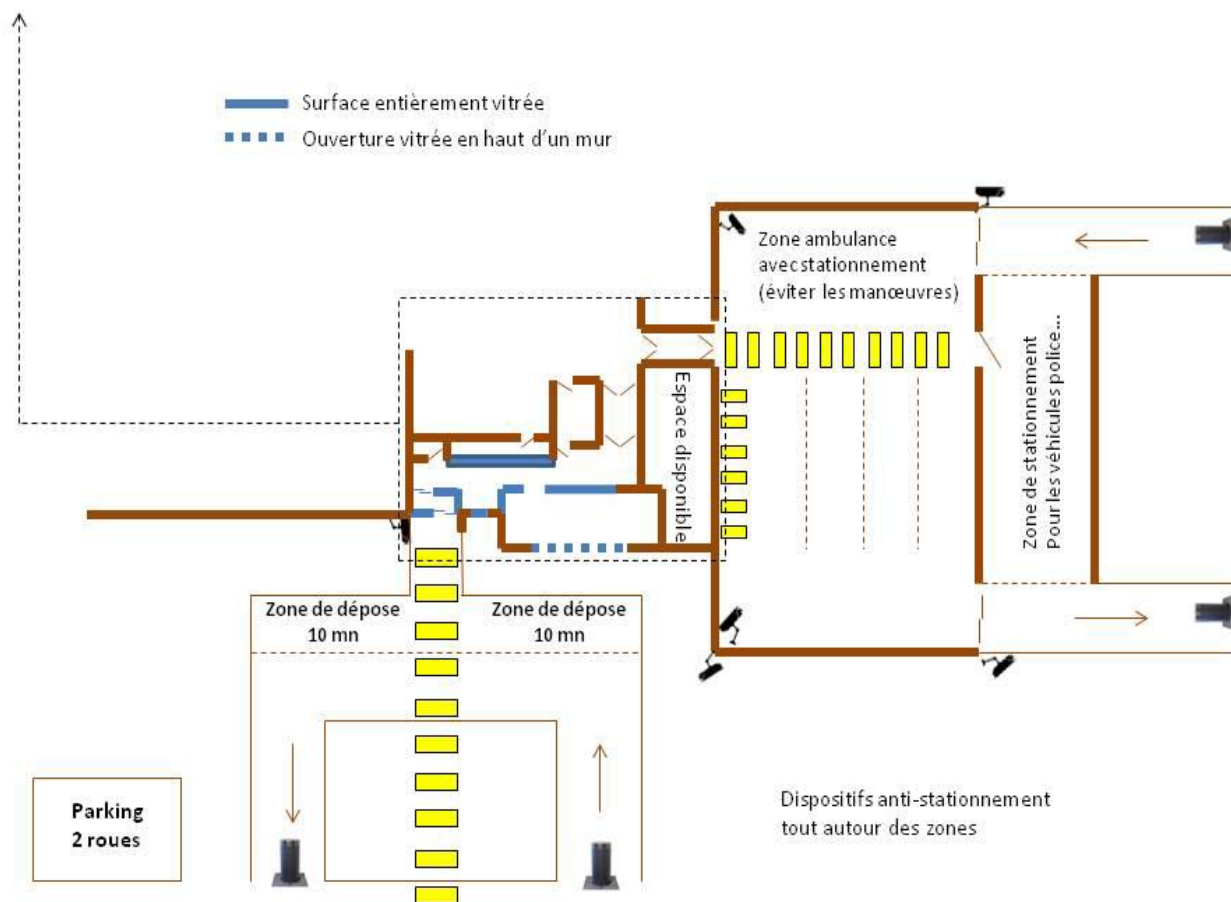 Surface entièrement vitrée
Ouverture vitrée en haut d'un mur
Zone ambulance
avec stationnement
(éviter les manœuvres)
Espace disponible
Zone de stationnement
Pour les véhicules police...
Zone de dépose
10 mn
Zone de dépose
10 mn
Parking
2 roues
Dispositifs anti-stationnement
tout autour des zones